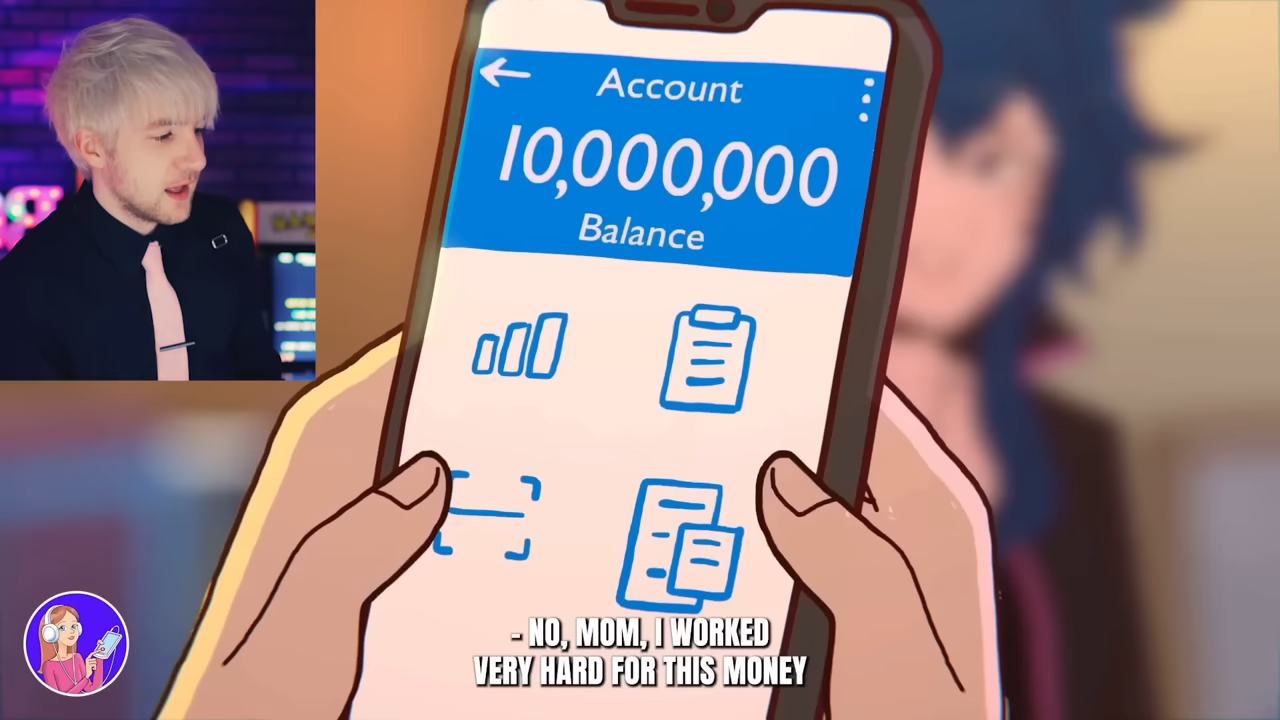 Account
10,000,000
Balance
- NO, MOM, I WORKED
VERY HARD FOR THIS MONEY